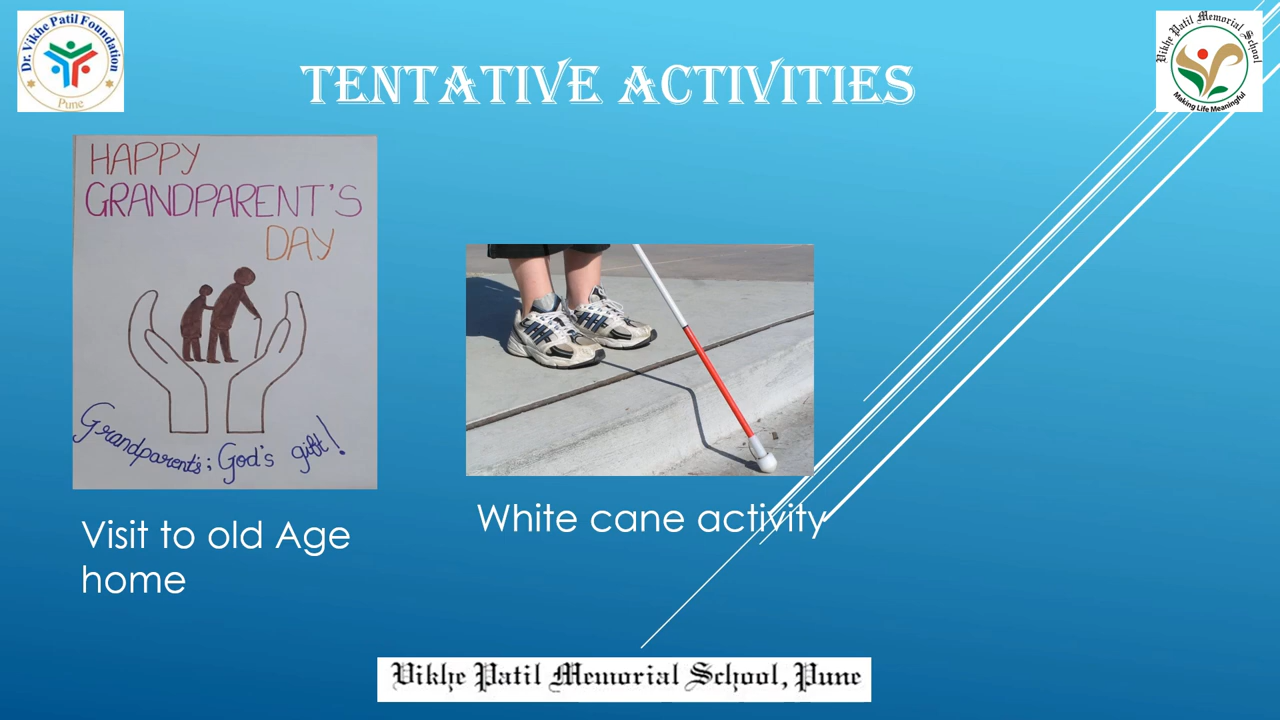 Dr. Vikhe Patil Foundation
Pune
Vikhe Patil Memorial School
Making Life Meaningful
TENTATIVE ACTIVITIES
HAPPY
GRANDPARENT'S
DAY
Grandparent's; God's gift!
Visit to old Age
home
White cane activity
Vikhe Patil Memorial School, Pune